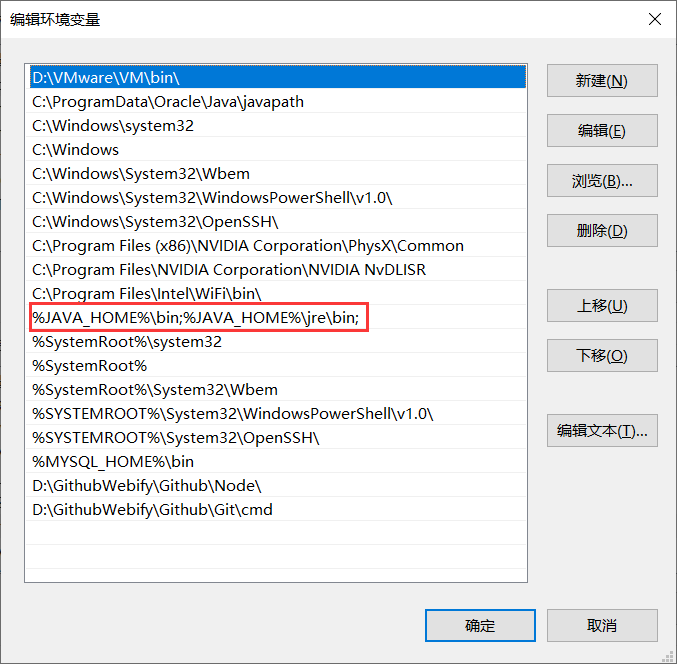 编辑环境变量
D:\VMware\VM\bin\
C:\ProgramData\Oracle\Java\javapath
C:\Windows\system32
C:\Windows
C:\Windows\System32\Wbem
C:\Windows\System32\WindowsPowerShell\v1.0\
C:\Windows\System32\OpenSSH\
C:\Program Files (x86)\NVIDIA Corporation\PhysX\Common
C:\Program Files\NVIDIA Corporation\NVIDIA NvDLISR
C:\Program Files\Intel\WiFi\bin\
%JAVA_HOME%\bin;%JAVA_HOME%\jre\bin;
%SystemRoot%\system32
%SystemRoot%
%SystemRoot%\System32\Wbem
%SYSTEMROOT%\System32\WindowsPowerShell\v1.0\
%SYSTEMROOT%\System32\OpenSSH\
%MYSQL_HOME%\bin
D:\GithubWebify\Github\Node\
D:\GithubWebify\Github\Git\cmd
新建(N)
编辑(E)
浏览(B)...
删除(D)
上移(U)
下移(O)
编辑文本(T)...
确定
取消